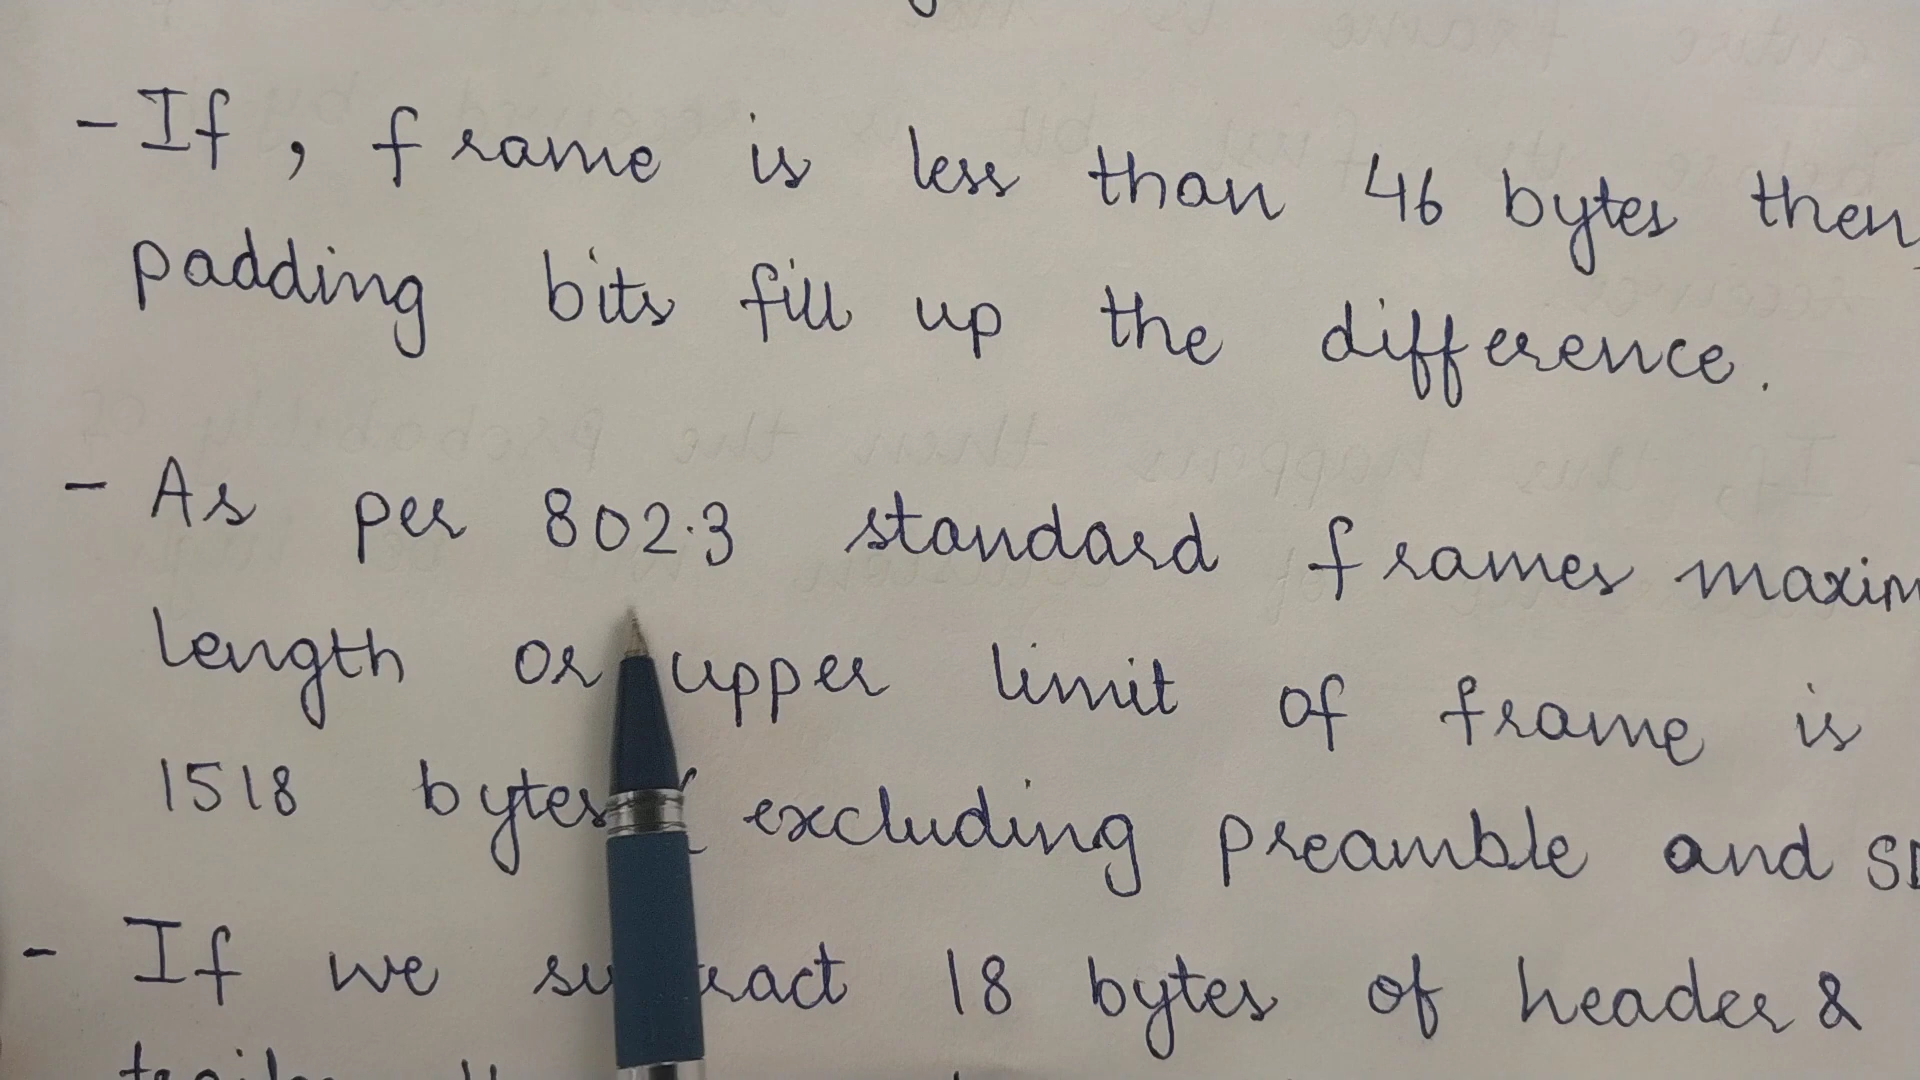 - If, frame is less than 46 bytes then,
padding bits fill up the difference.
- As per 802.3 standard frames maxim
length or upper limit of frame is
1518 bytes ( excluding preamble and
- If we 18 bytes of header &